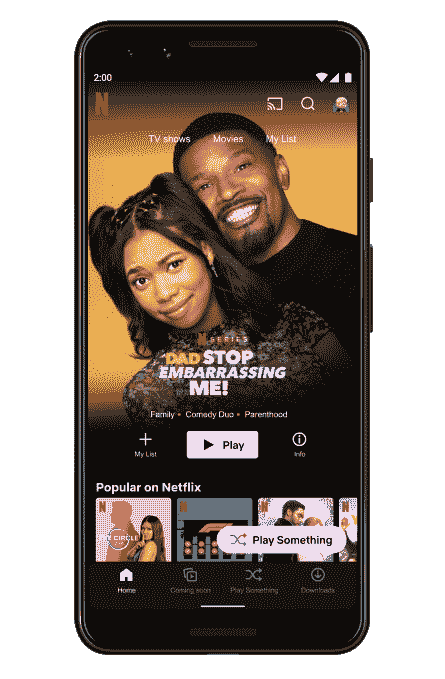 2:00
N
TV shows Movies My List
N SERIES
DAD STOP
EMBARRASSING
ME!
Family • Comedy Duo • Parenthood
My List
Play
Info
Popular on Netflix
N N N N
CIRCLE
Play Something
Home Coming soon Play Something Downloads